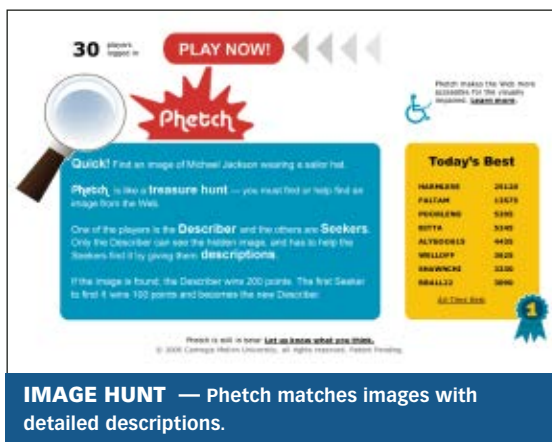 30 players
logged in
PLAY NOW!
Phetch
Phetch makes the Web more
accessible for the visually
impaired. Learn more.
Quick! Find an image of Michael Jackson wearing a sailor hat.
Phetch is like a treasure hunt — you must find or help find an
image from the Web.
One of the players is the Describer and the others are Seekers.
Only the Describer can see the hidden image, and has to help the
Seekers find it by giving them descriptions.
If the image is found, the Describer wins 200 points. The first Seeker
to find it wins 100 points and becomes the new Describer.
Today's Best
HARMLESS
PALTAM
BETTA
WELLOFF
SHAWNCHI
All Time Best
1
Phetch is still in beta! Let us know what you think.
© 2006 Carnegie Mellon University, all rights reserved. Patent Pending.
IMAGE HUNT — Phetch matches images with
detailed descriptions.